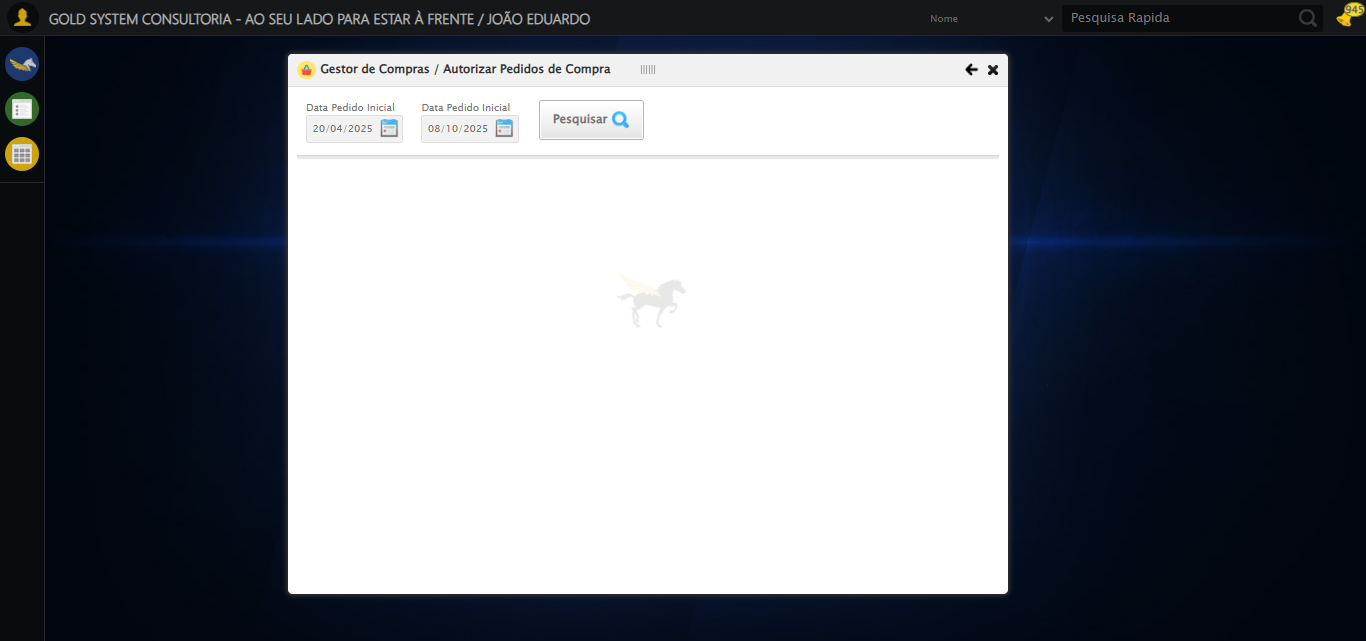 GOLD SYSTEM CONSULTORIA - AO SEU LADO PARA ESTAR À FRENTE / JOÃO EDUARDO
Nome
Pesquisa Rapida
945
Gestor de Compras / Autorizar Pedidos de Compra
Data Pedido Inicial
Data Pedido Inicial
20/04/2025
08/10/2025
Pesquisar